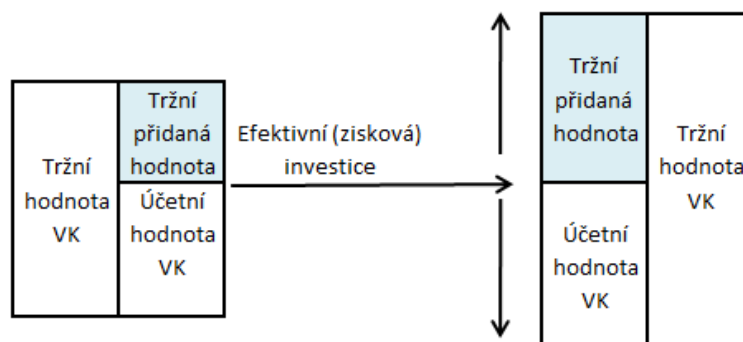 Tržní
hodnota
VK
Tržní
přidaná
hodnota
Účetní
hodnota
VK
Efektivní (zisková)
investice
Tržní
přidaná
hodnota
Účetní
hodnota
VK
Tržní
hodnota
VK